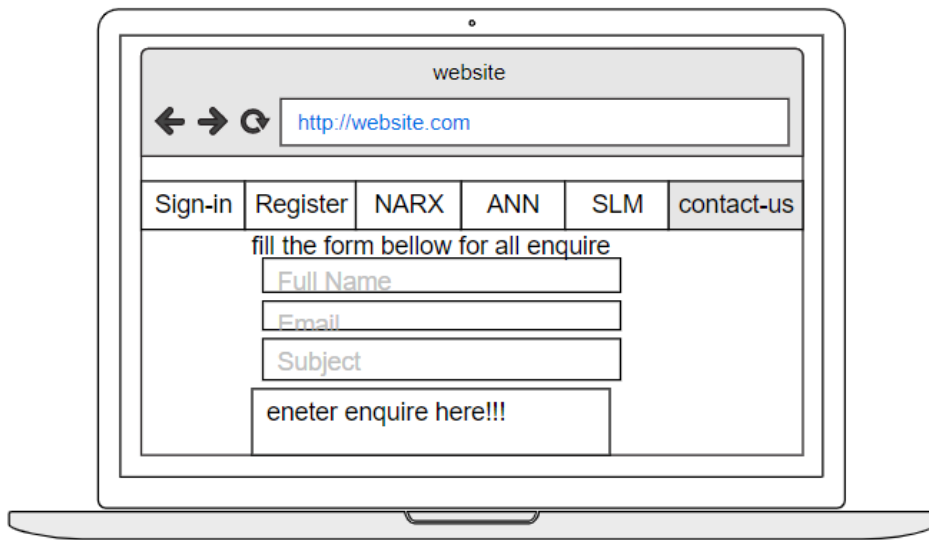 website
http://website.com
Sign-in Register NARX ANN SLM contact-us
fill the form bellow for all enquire
Full Name
Email
Subject
eneter enquire here!!!